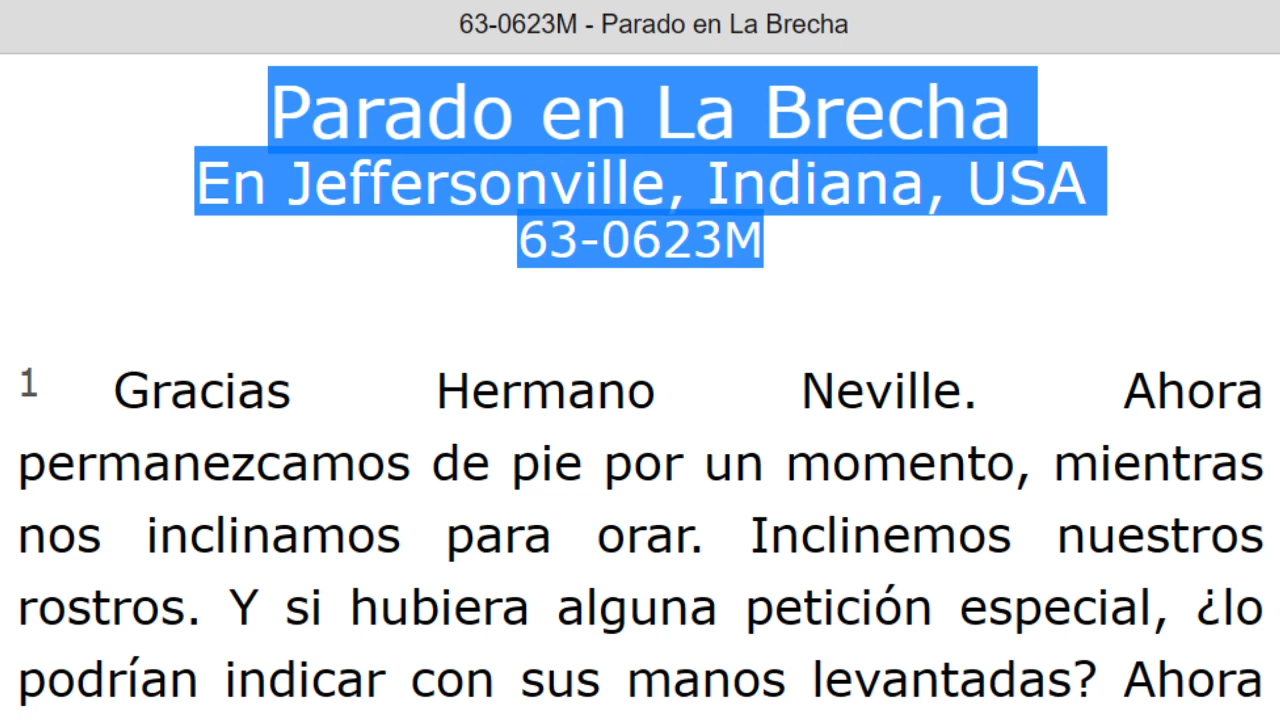 63-0623M - Parado en La Brecha
Parado en La Brecha
En Jeffersonville, Indiana, USA
63-0623M
1 Gracias Hermano Neville. Ahora
permanezcamos de pie por un momento, mientras
nos inclinamos para orar. Inclinemos nuestros
rostros. Y si hubiera alguna petición especial, ¿lo
podrían indicar con sus manos levantadas? Ahora